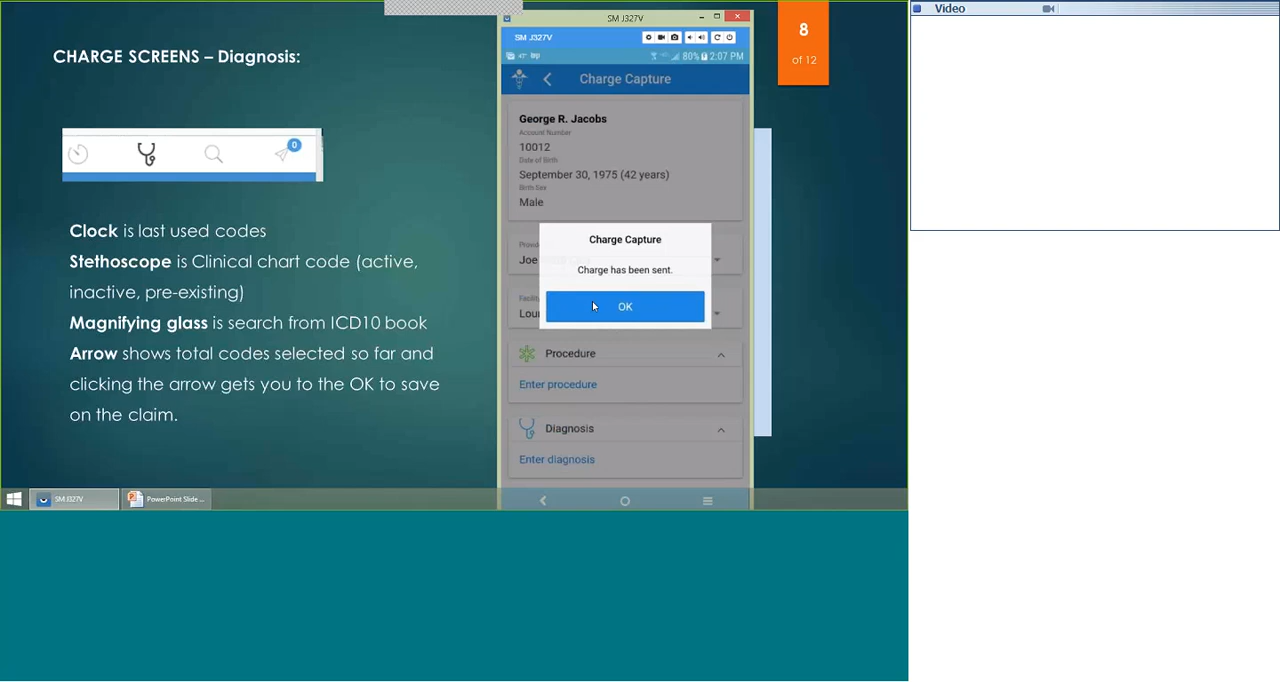 CHARGE SCREENS – Diagnosis:
0
Clock is last used codes
Stethoscope is Clinical chart code (active,
inactive, pre-existing)
Magnifying glass is search from ICD10 book
Arrow shows total codes selected so far and
clicking the arrow gets you to the OK to save
on the claim.
SM J327V
SM J327V
47°
80% 2:07 PM
Charge Capture
George R. Jacobs
Account Number
10012
Date of Birth
September 30, 1975 (42 years)
Birth Sex
Male
Joe
Charge Capture
Charge has been sent.
OK
Procedure
Enter procedure
Diagnosis
Enter diagnosis
8
of 12
Video
SM J327V
PowerPoint Slide ...